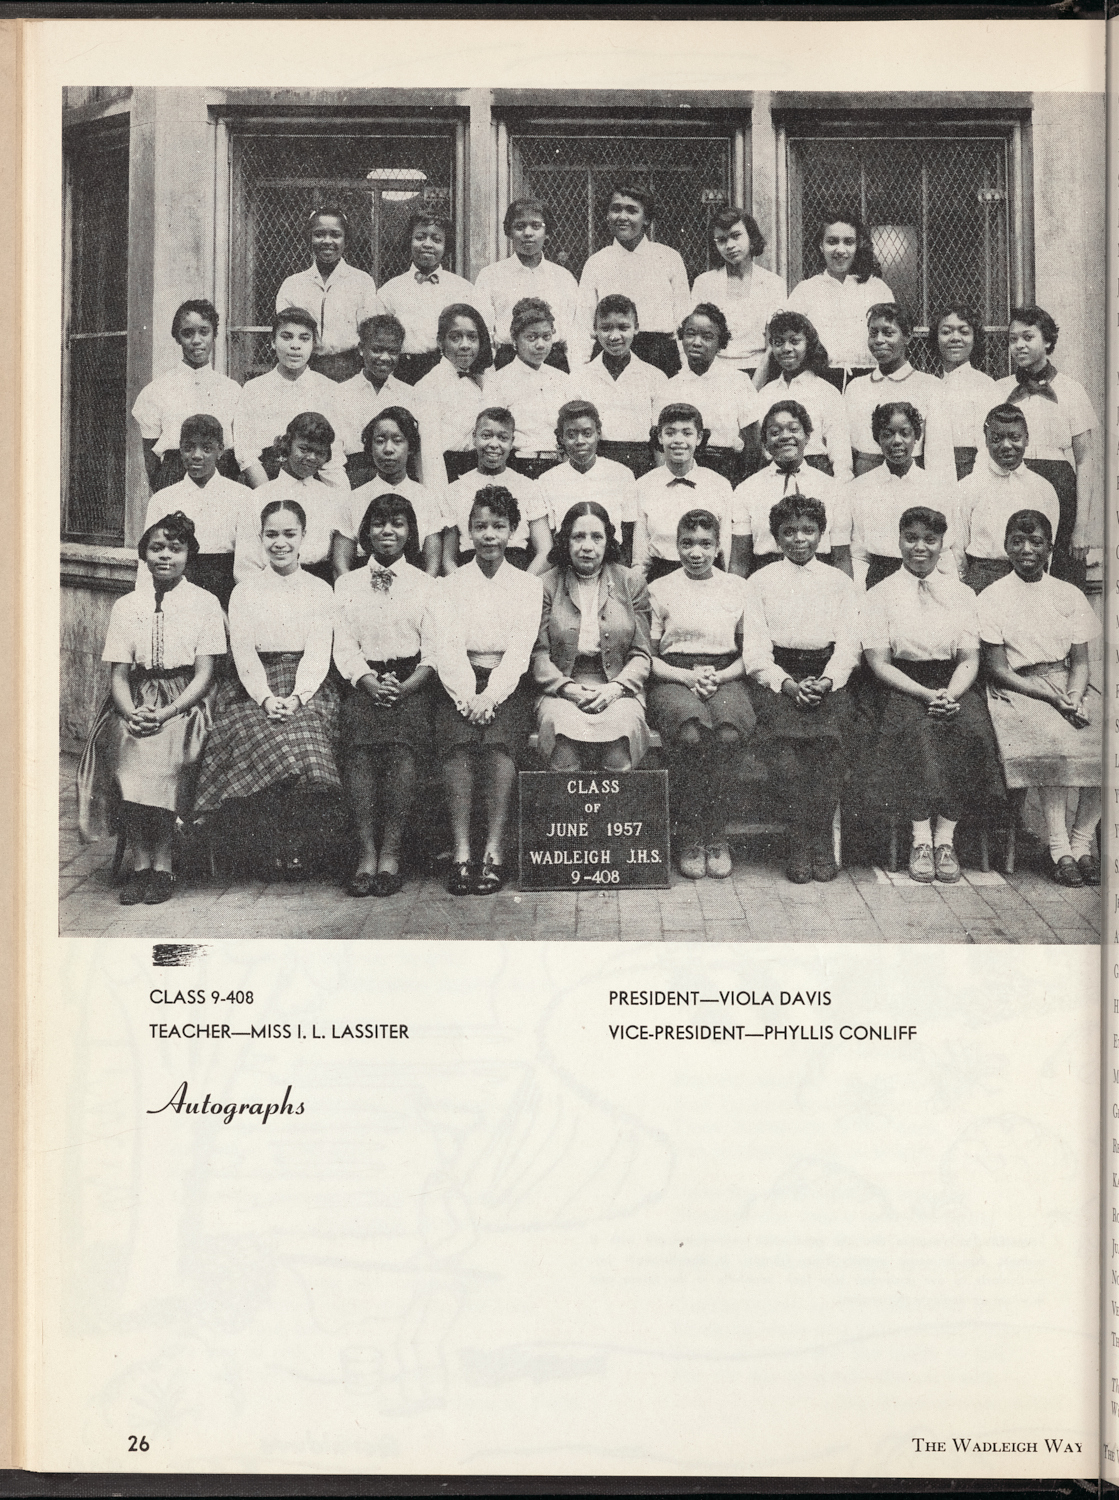 CLASS
OF
JUNE 1957
WADLEIGH J.H.S.
9-408
CLASS 9-408
TEACHER—MISS I. L. LASSITER
PRESIDENT—VIOLA DAVIS
VICE-PRESIDENT—PHYLLIS CONLIFF
Autographs
26
THE WADLEIGH WAY